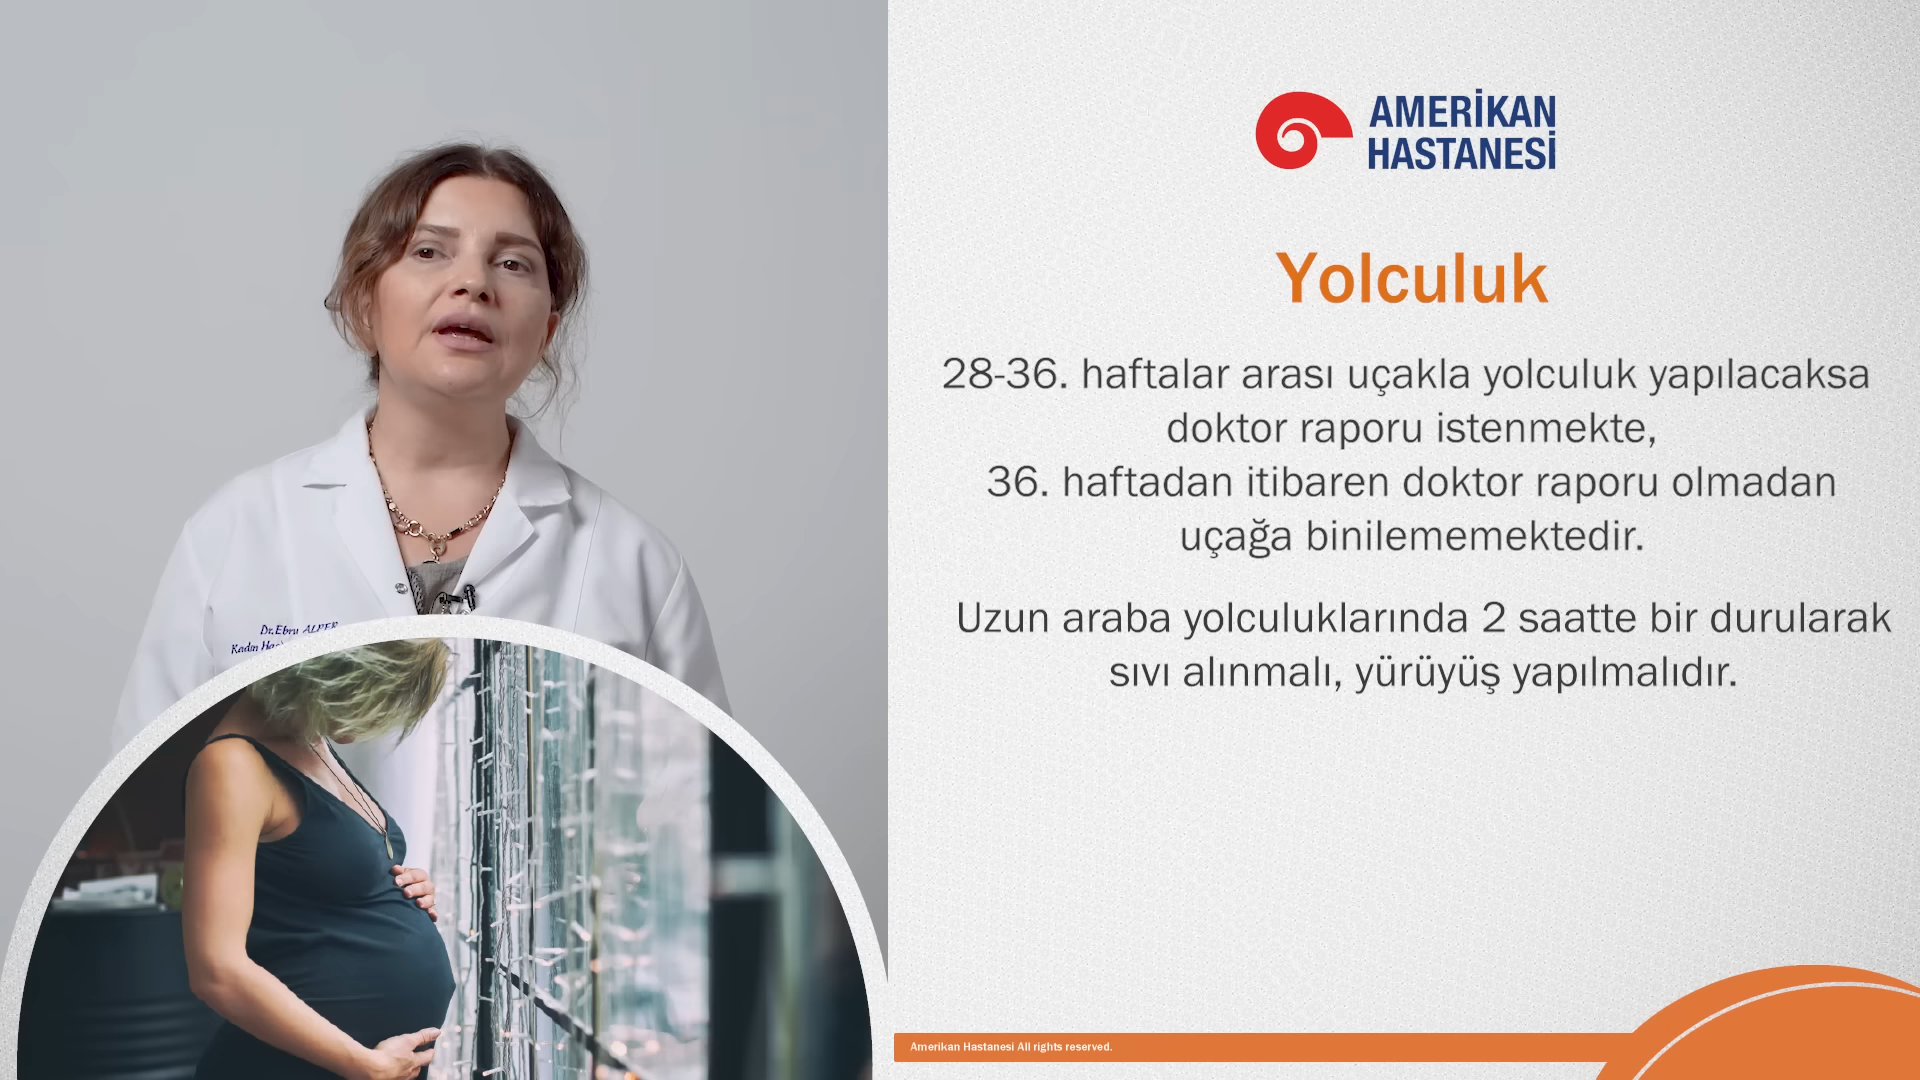 AMERİKAN
HASTANESİ
Yolculuk
28-36. haftalar arası uçakla yolculuk yapılacaksa
doktor raporu istenmekte,
36. haftadan itibaren doktor raporu olmadan
uçağa binilememektedir.
Uzun araba yolculuklarında 2 saatte bir durularak
sıvı alınmalı, yürüyüş yapılmalıdır.
Dr.Ebru ALPER
Kadın
Amerikan Hastanesi All rights reserved.